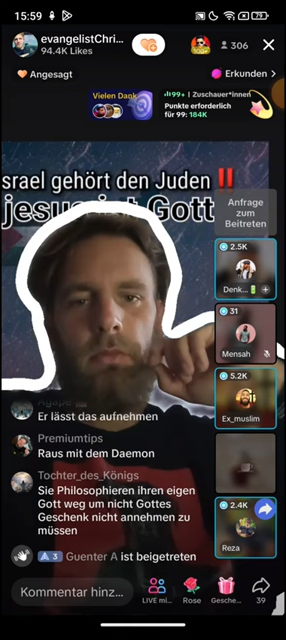 15:59
79
evangelistChri...
94.4K Likes
306
Angesagt
Erkunden >
Vielen Dank
99+ | Zuschauer*innen
Punkte erforderlich
für 99: 184K
srael gehört den Juden‼️
jesus ist Gott
Anfrage
zum
Beitreten
2.5K
Denk...
31
Mensah
5.2K
Ex_muslim
2.4K
Reza
Er lässt das aufnehmen
Premiumtips
Raus mit dem Daemon
Tochter_des_Königs
Sie Philosophieren ihren eigen
Gott weg um nicht Gottes
Geschenk nicht annehmen zu
müssen
3 Guenter A ist beigetreten
Kommentar hinz...
LIVE mi...
Rose
Gesche...
39